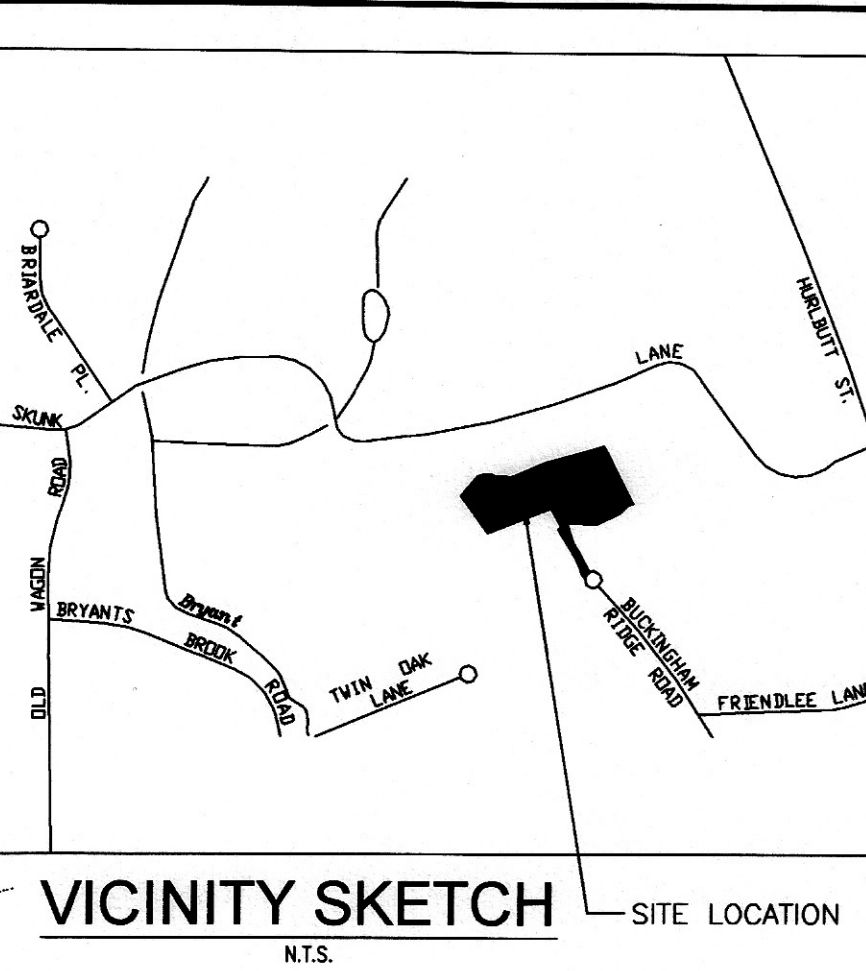 BRIARDALE PL.
HURLBUTT ST.
SKUNK LANE
OLD WAGON ROAD
BRYANTS BROOK ROAD
Bryant
TWIN OAK
LANE
BUCKINGHAM
RIDGE ROAD
FRIENDLEE LANE
VICINITY SKETCH
N.T.S.
SITE LOCATION